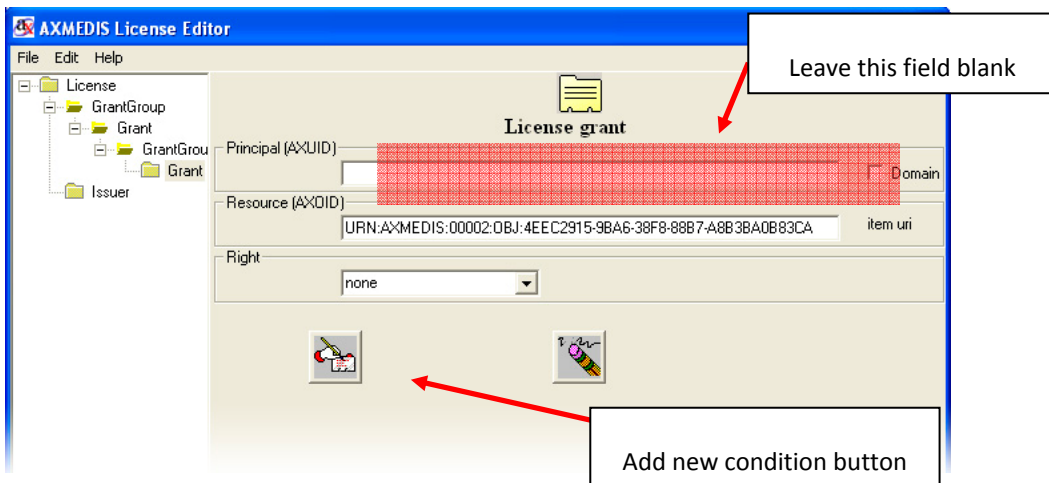 AXMEDIS License Editor
File Edit Help
Leave this field blank
License
GrantGroup
Grant
GrantGrou
Grant
Issuer
License grant
Principal (AXUID)
Domain
Resource (AXOID)
URN:AXMEDIS:00002:OBJ:4EEC2915-9BA6-38F8-88B7-A8B3BA0B83CA
item uri
Right
none
Add new condition button